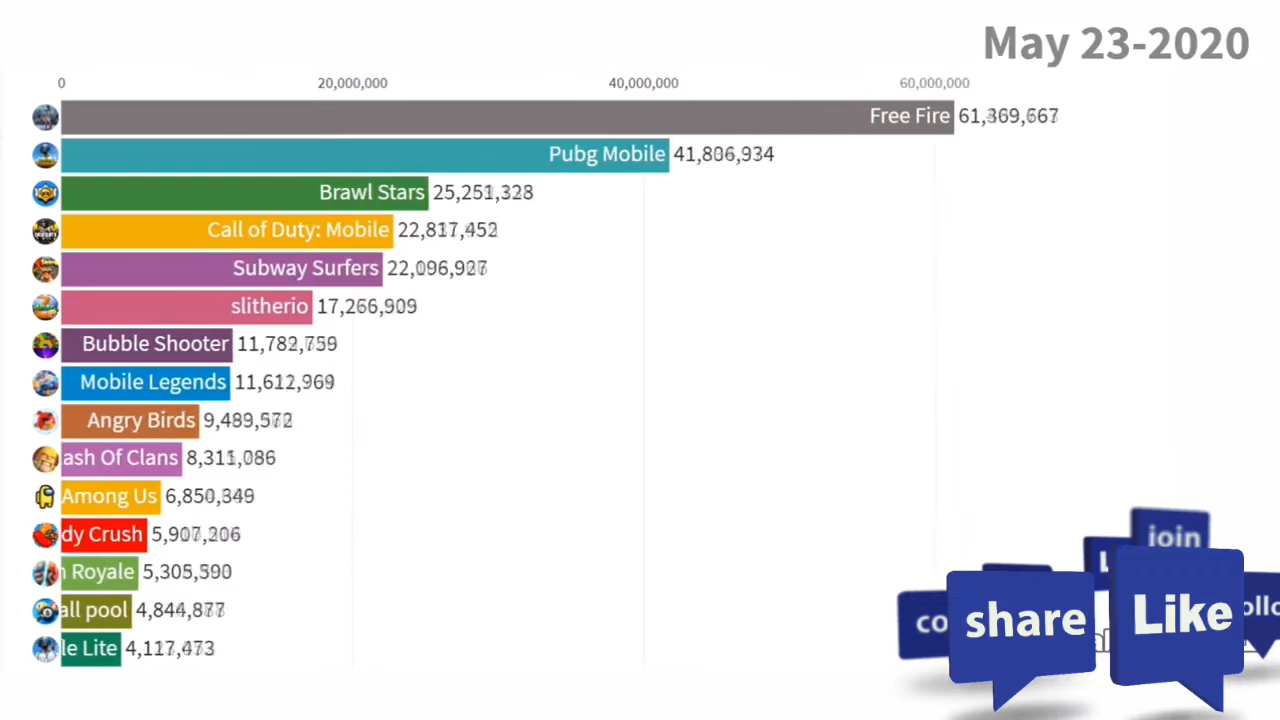 May 23-2020
0 20,000,000 40,000,000 60,000,000
Free Fire 61,369,667
Pubg Mobile 41,806,934
Brawl Stars 25,251,328
Call of Duty: Mobile 22,817,452
Subway Surfers
slitherio 17,266,909
Bubble Shooter 11,782,759
Mobile Legends 11,612,969
Angry Birds 9,489,572
ash Of Clans 8,311,086
Among Us 6,850,349
dy Crush 5,907,206
Royale 5,305,590
all pool 4,844,877
le Lite 4,117,473
join
L
co
share
Like
ollo